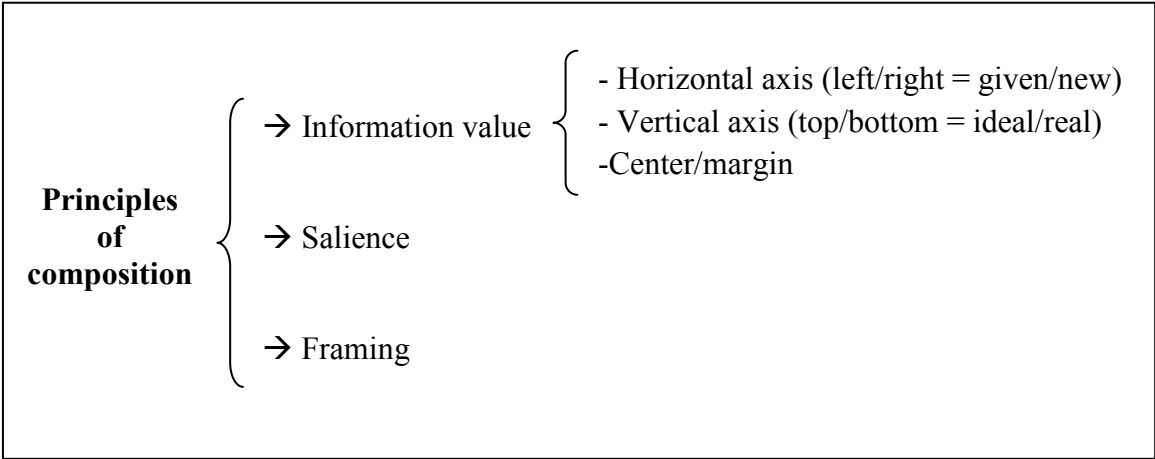 Principles
of
composition
→ Information value
- Horizontal axis (left/right = given/new)
- Vertical axis (top/bottom = ideal/real)
-Center/margin
→ Salience
→ Framing